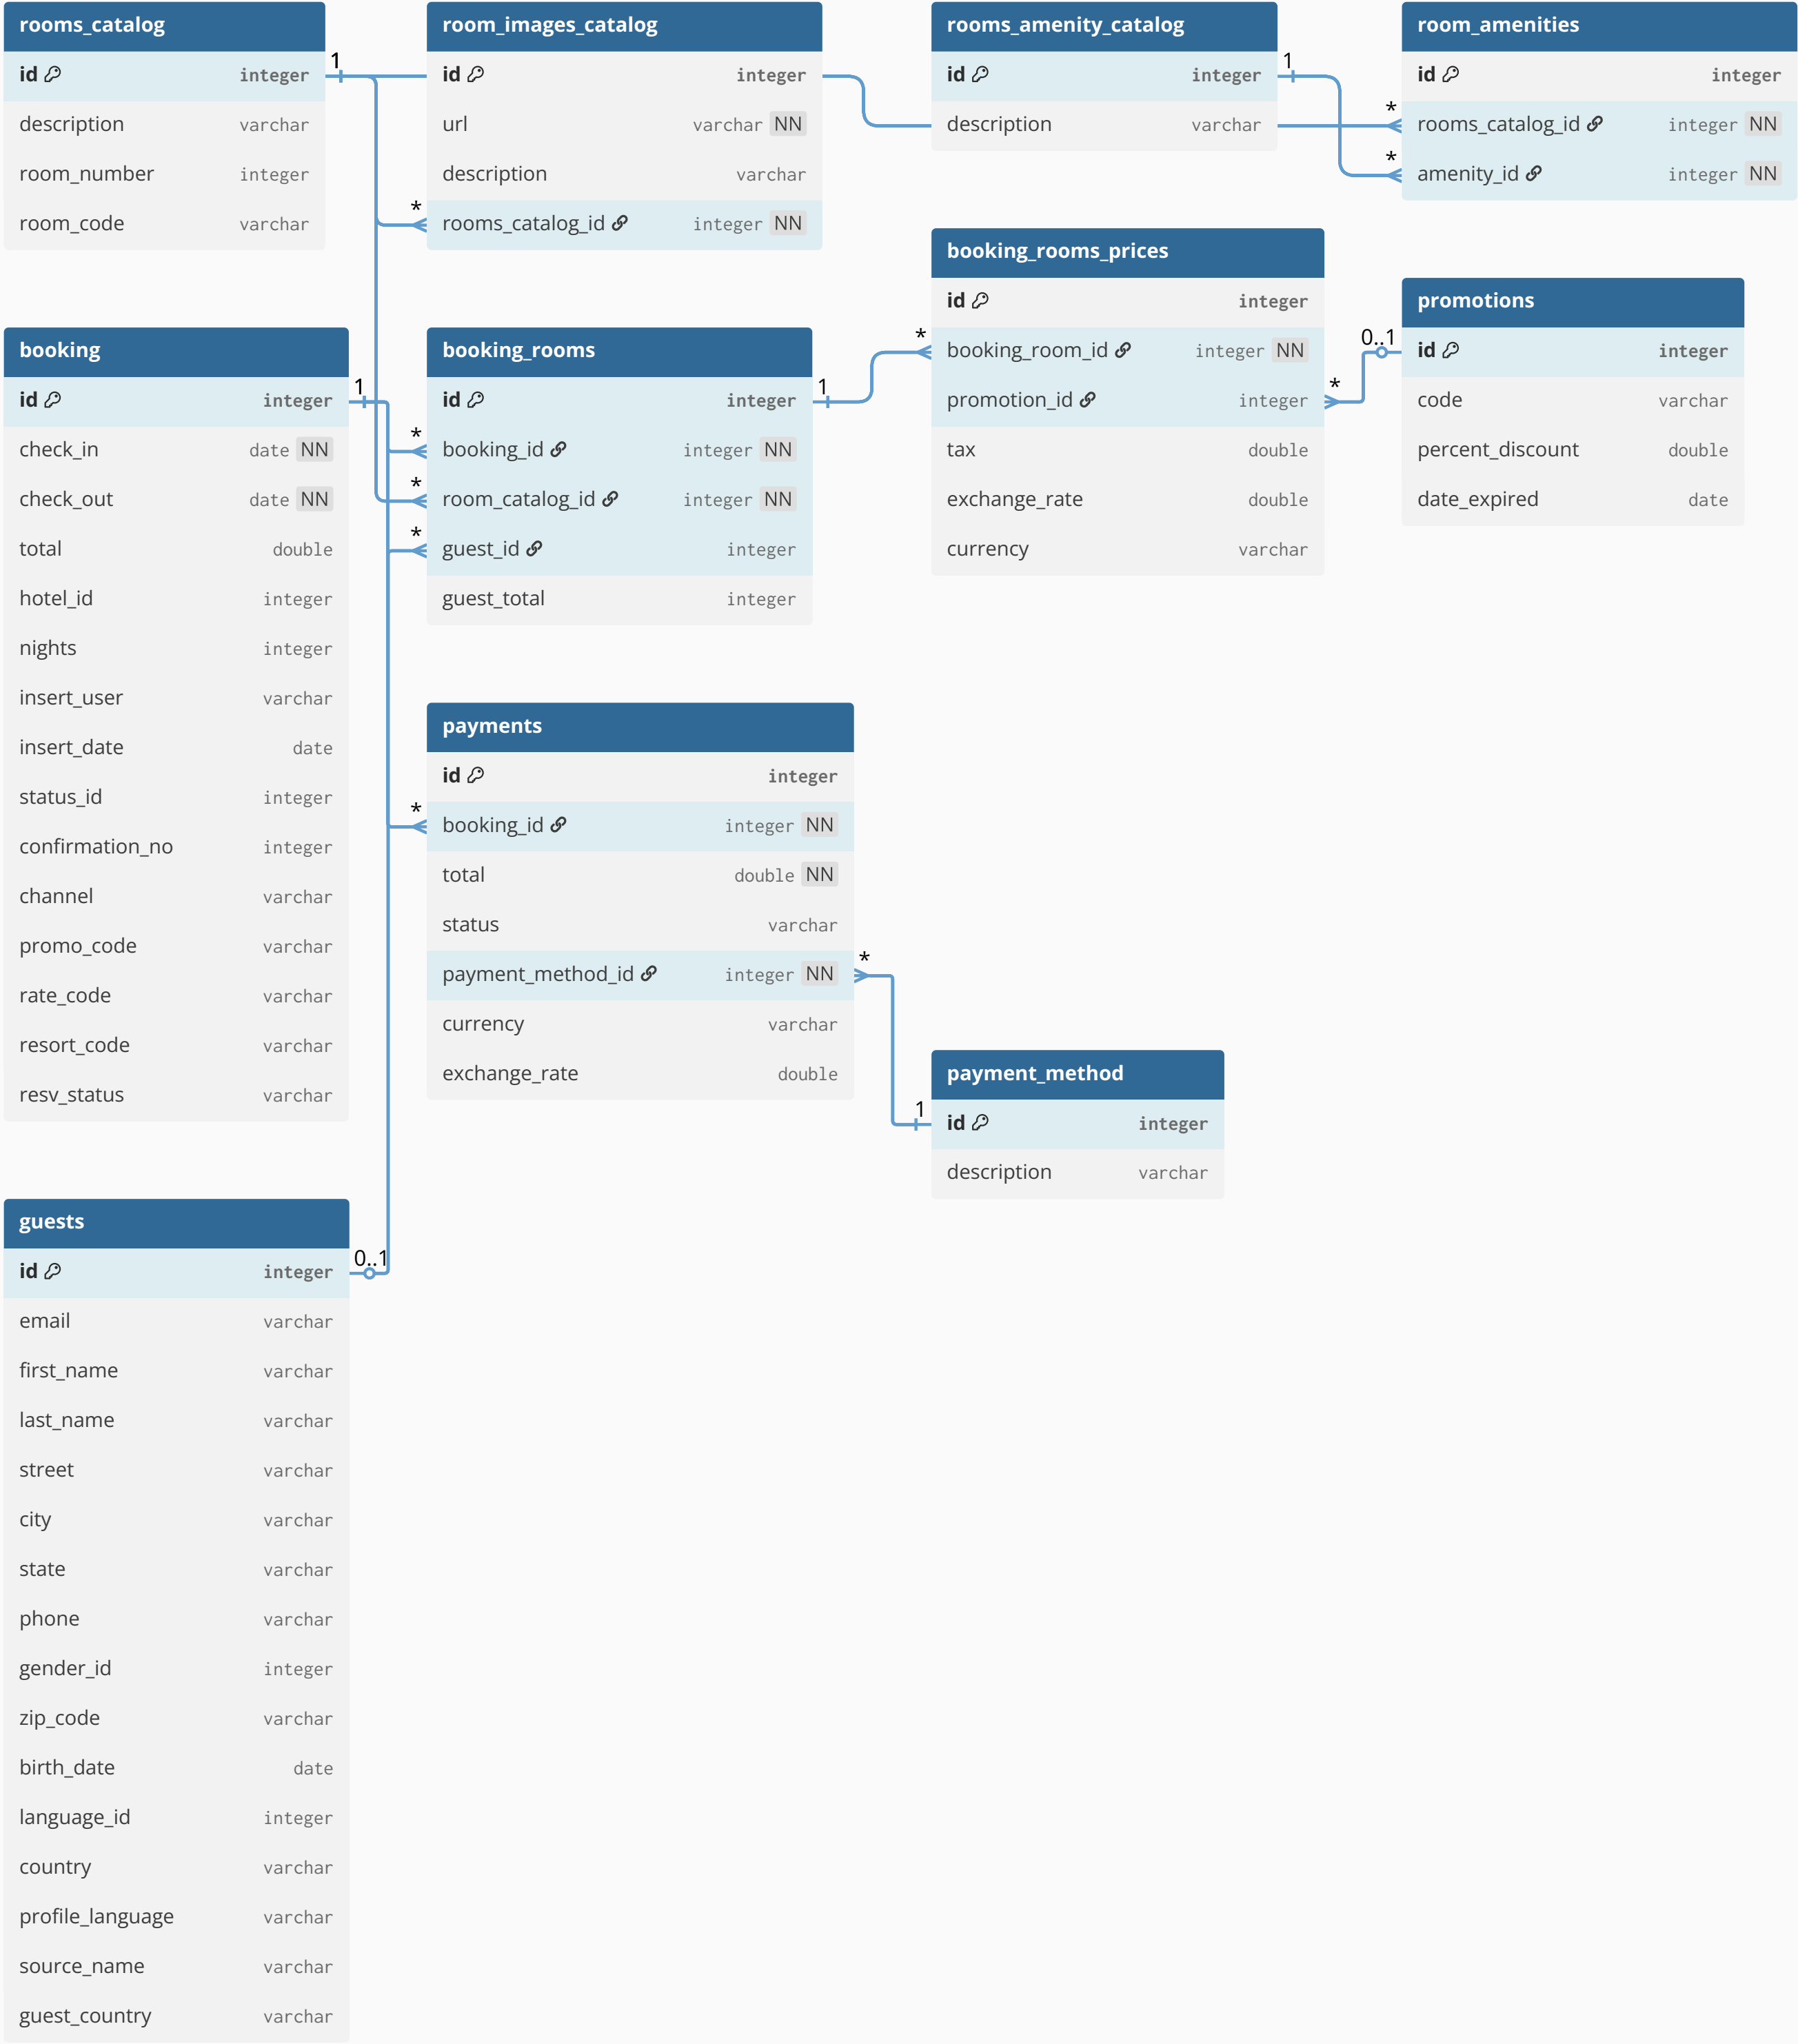 rooms_catalog
id integer
description varchar
room_number integer
room_code varchar
1
room_images_catalog
id integer
url varchar NN
description varchar
* rooms_catalog_id integer NN
rooms_amenity_catalog
id integer
description varchar
1
room_amenities
id integer
* rooms_catalog_id integer NN
* amenity_id integer NN
booking
id integer
check_in date NN
check_out date NN
total double
hotel_id integer
nights integer
insert_user varchar
insert_date date
status_id integer
confirmation_no integer
channel varchar
promo_code varchar
rate_code varchar
resort_code varchar
resv_status varchar
1
booking_rooms
id integer
* booking_id integer NN
* room_catalog_id integer NN
* guest_id integer
guest_total integer
1
booking_rooms_prices
id integer
* booking_room_id integer NN
promotion_id integer *
tax double
exchange_rate double
currency varchar
0..1
promotions
id integer
code varchar
percent_discount double
date_expired date
payments
id integer
* booking_id integer NN
total double NN
status varchar
payment_method_id integer NN *
currency varchar
exchange_rate double
1
payment_method
id integer
description varchar
guests
id integer
0..1
email varchar
first_name varchar
last_name varchar
street varchar
city varchar
state varchar
phone varchar
gender_id integer
zip_code varchar
birth_date date
language_id integer
country varchar
profile_language varchar
source_name varchar
guest_country varchar